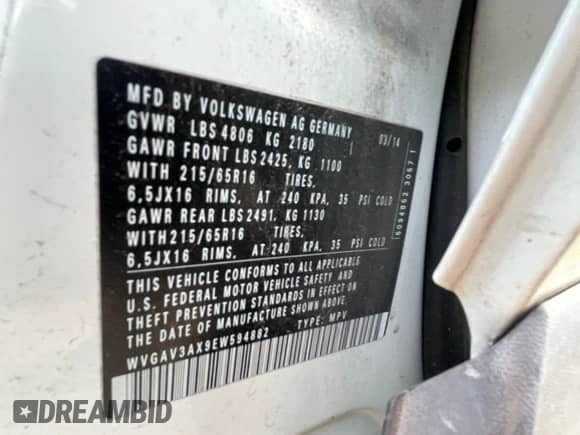 MFD BY VOLKSWAGEN AG GERMANY
GVWR LBS 4806 KG 2180 03/14
GAWR FRONT LBS 2425, KG 1100
WITH 215/65R16 TIRES,
6,5JX16 RIMS, AT 240 KPA, 35 PSI COLD
GAWR REAR LBS 2491, KG 1130
WITH 215/65R16 TIRES,
6,5JX16 RIMS, AT 240 KPA, 35 PSI COLD
THIS VEHICLE CONFORMS TO ALL APPLICABLE
U.S. FEDERAL MOTOR VEHICLE SAFETY AND
THEFT PREVENTION STANDARDS IN EFFECT ON
THE DATE OF MANUFACTURE SHOWN ABOVE.
TYPE: MPV
WVGAV3AX9EW594882
DREAMBID